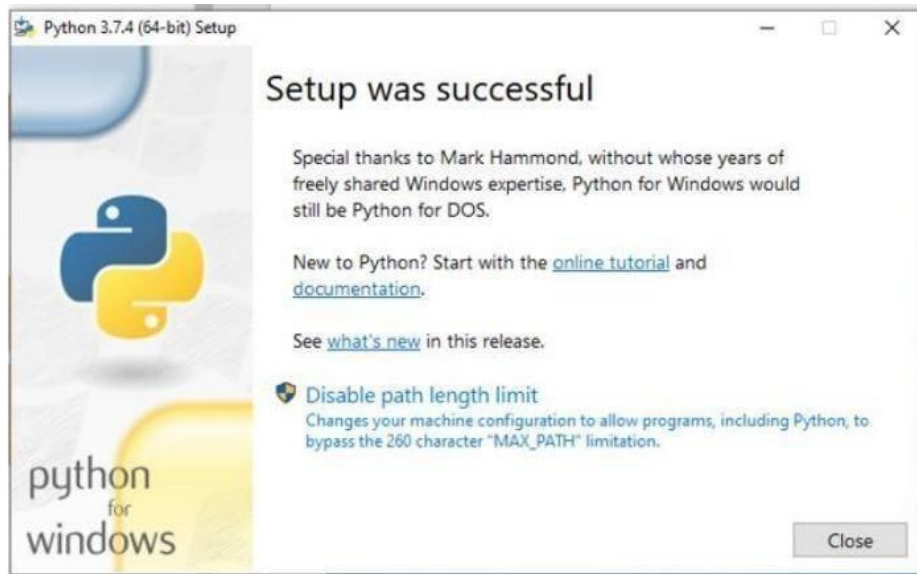 Python 3.7.4 (64-bit) Setup
Setup was successful
Special thanks to Mark Hammond, without whose years of
freely shared Windows expertise, Python for Windows would
still be Python for DOS.
New to Python? Start with the online tutorial and
documentation.
See what's new in this release.
Disable path length limit
Changes your machine configuration to allow programs, including Python, to
bypass the 260 character "MAX_PATH" limitation.
python
for
windows
Close